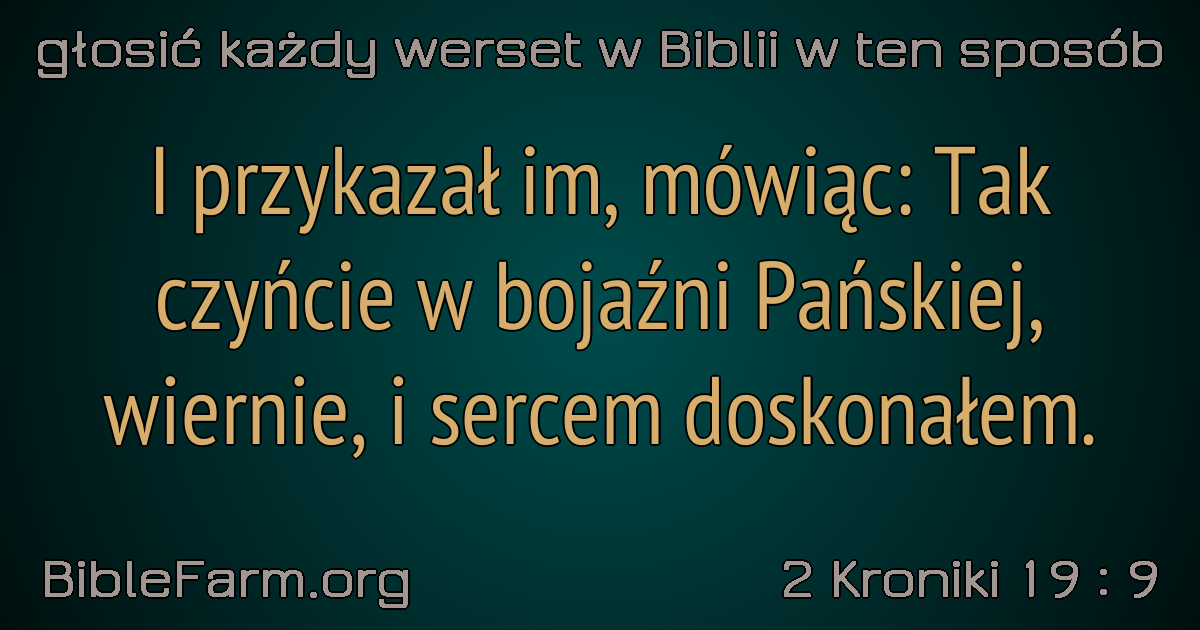 głosić każdy werset w Biblii w ten sposób
I przykazał im, mówiąc: Tak
czyńcie w bojaźni Pańskiej,
wiernie, i sercem doskonałem.
BibleFarm.org
2 Kroniki 19 : 9